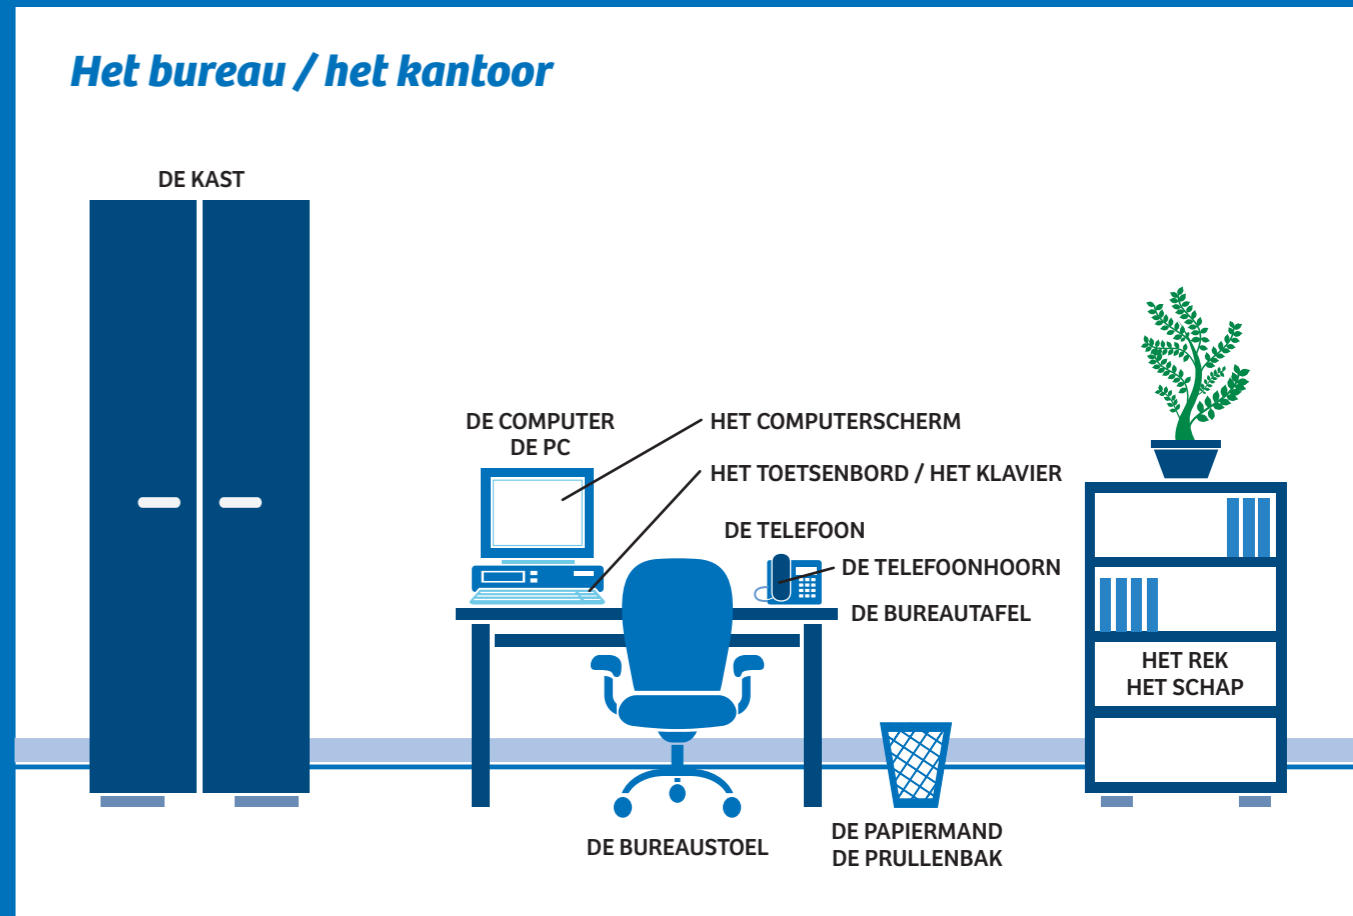 Het bureau / het kantoor
DE KAST
DE COMPUTER
DE PC
HET COMPUTERSCHERM
HET TOETSENBORD / HET KLAVIER
DE TELEFOON
DE TELEFOONHOORN
DE BUREAUTAFEL
HET REK
HET SCHAP
DE BUREAUSTOEL
DE PAPIERMAND
DE PRULLENBAK